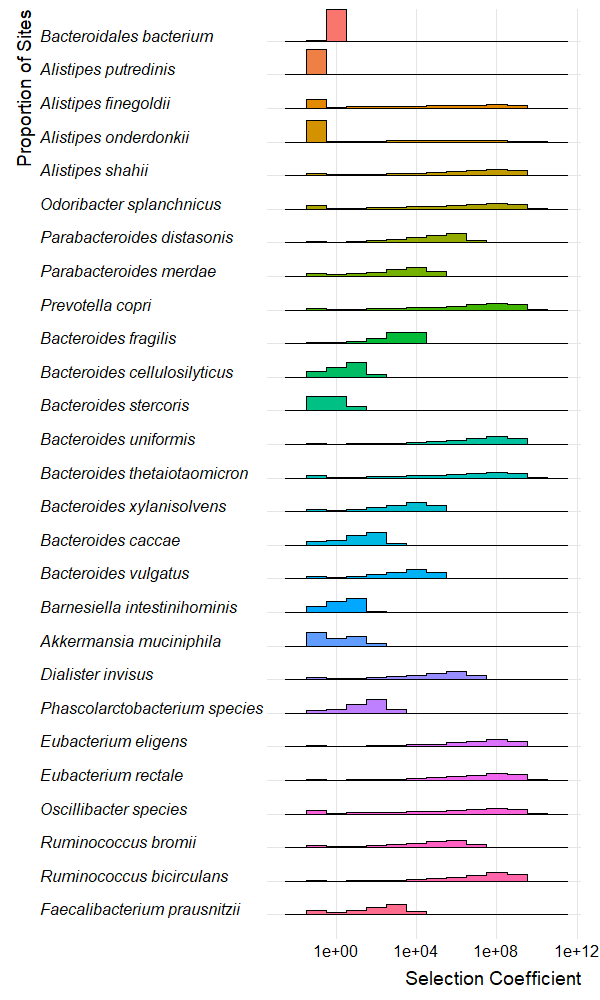 Proportion of Sites
Bacteroidales bacterium
Alistipes putredinis
Alistipes finegoldii
Alistipes onderdonkii
Alistipes shahii
Odoribacter splanchnicus
Parabacteroides distasonis
Parabacteroides merdae
Prevotella copri
Bacteroides fragilis
Bacteroides cellulosilyticus
Bacteroides stercoris
Bacteroides uniformis
Bacteroides thetaiotaomicron
Bacteroides xylanisolvens
Bacteroides caccae
Bacteroides vulgatus
Barnesiella intestinihominis
Akkermansia muciniphila
Dialister invisus
Phascolarctobacterium species
Eubacterium eligens
Eubacterium rectale
Oscillibacter species
Ruminococcus bromii
Ruminococcus bicirculans
Faecalibacterium prausnitzii
1e+00 1e+04 1e+08 1e+12
Selection Coefficient